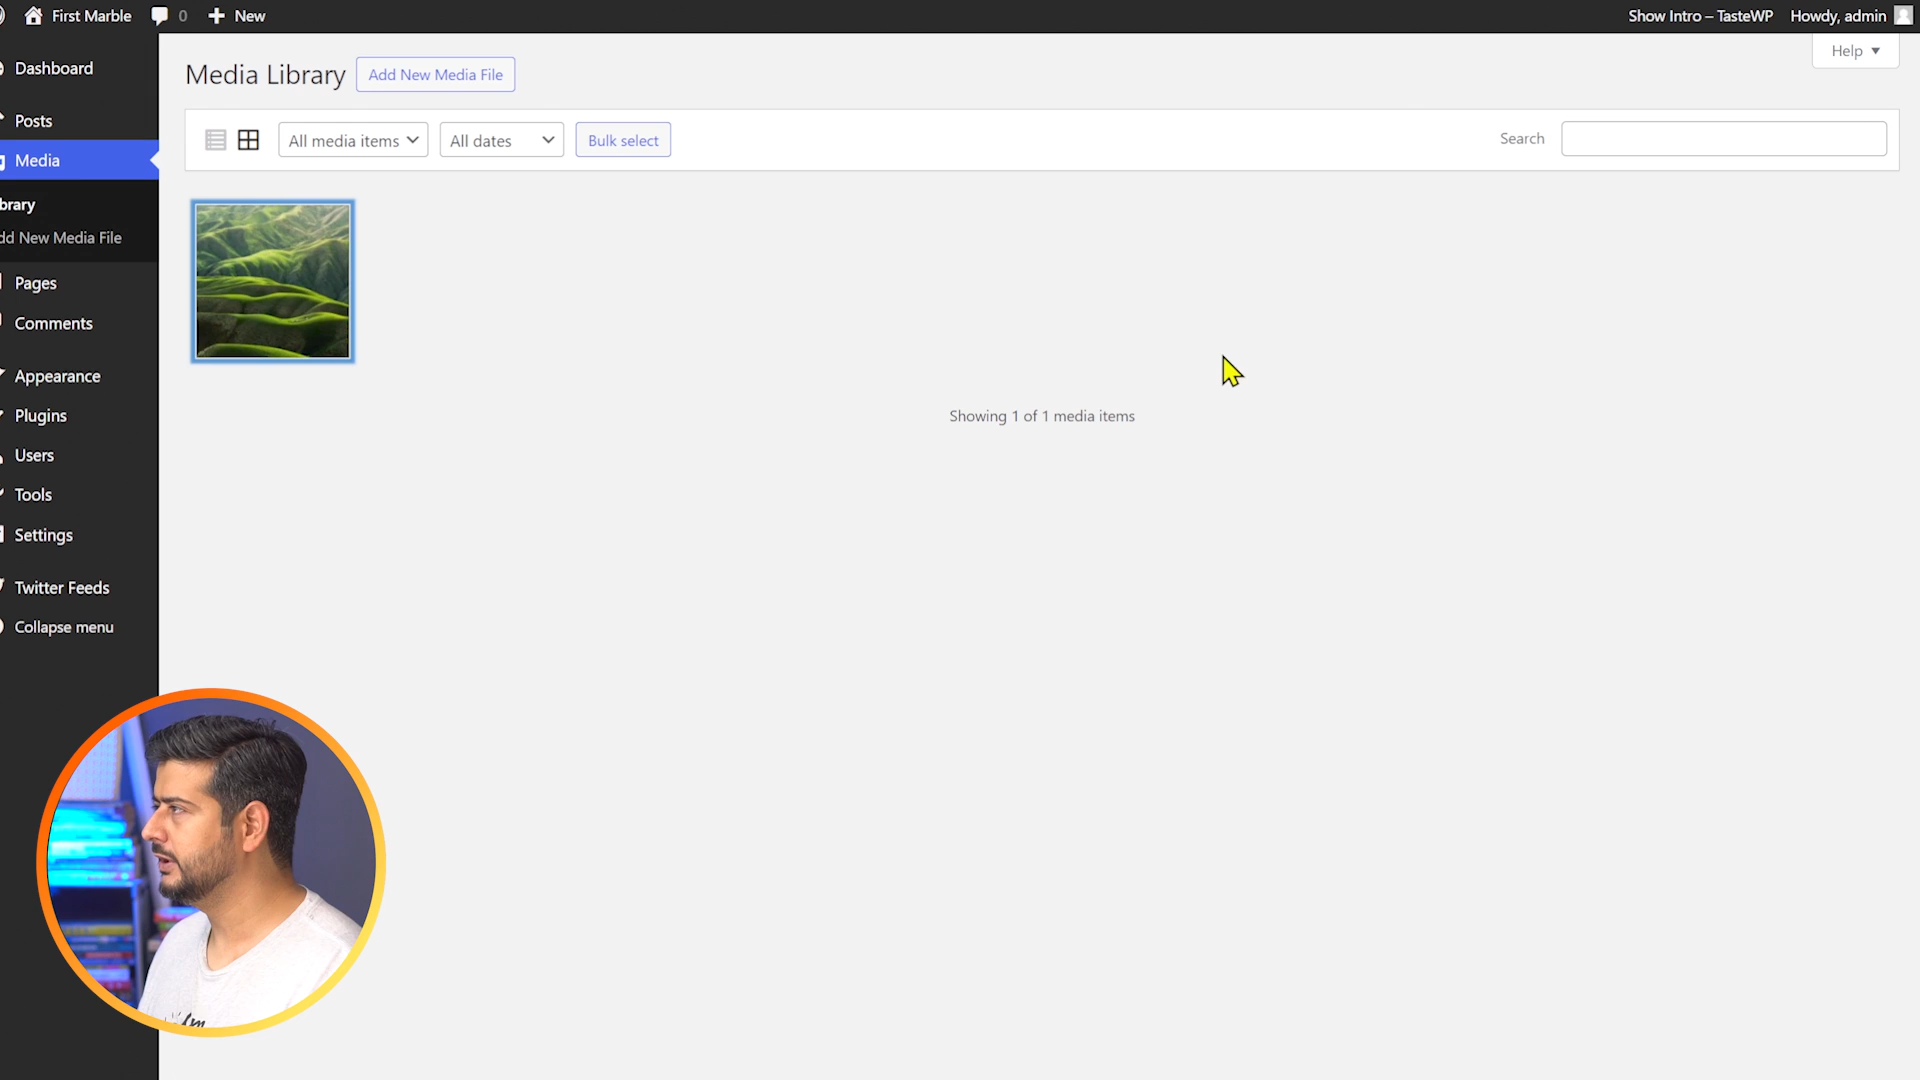 First Marble
0
New
Show Intro – TasteWP
Howdy, admin
Help
Dashboard
Posts
Media
brary
dd New Media File
Pages
Comments
Appearance
Plugins
Users
Tools
Settings
Twitter Feeds
Collapse menu
Media Library
Add New Media File
All media items
All dates
Bulk select
Search
Showing 1 of 1 media items